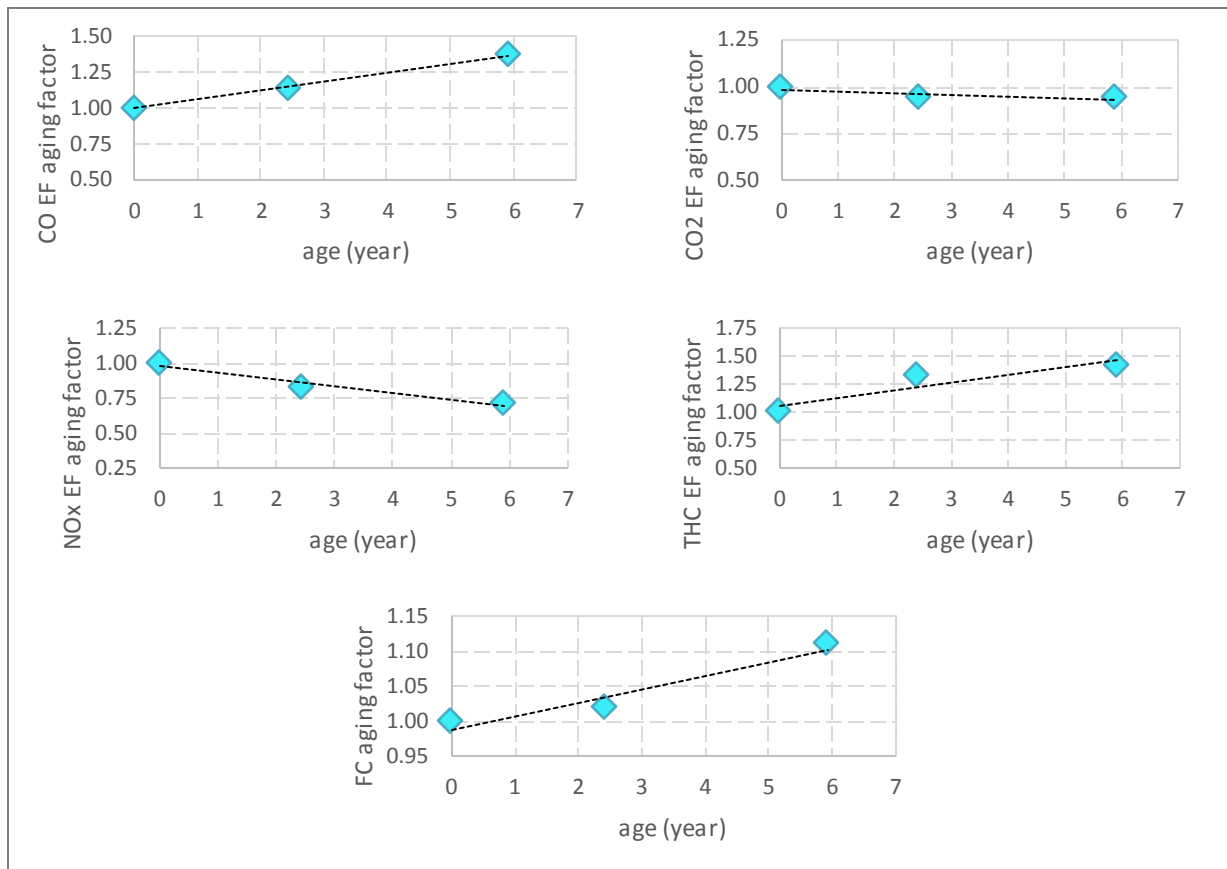 CO EF aging factor
1.50
1.25
1.00
0.75
0.50
0 1 2 3 4 5 6 7
age (year)
CO2 EF aging factor
1.25
1.00
0.75
0.50
0 1 2 3 4 5 6 7
age (year)
NOx EF aging factor
1.25
1.00
0.75
0.50
0.25
0 1 2 3 4 5 6 7
age (year)
THC EF aging factor
1.75
1.50
1.25
1.00
0.75
0.50
0 1 2 3 4 5 6 7
age (year)
FC aging factor
1.15
1.10
1.05
1.00
0.95
0 1 2 3 4 5 6 7
age (year)